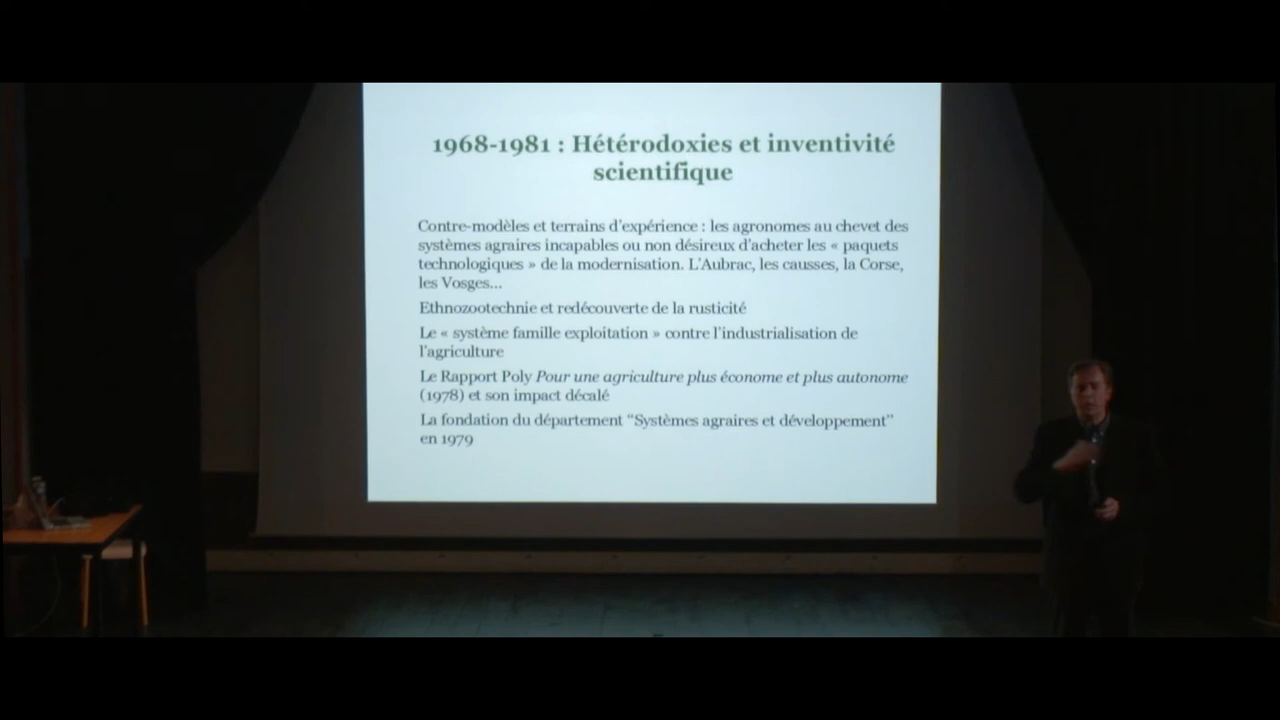 1968-1981 : Hétérodoxies et inventivité
scientifique
Contre-modèles et terrains d'expérience : les agronomes au chevet des
systèmes agraires incapables ou non désireux d'acheter les « paquets
technologiques » de la modernisation. L'Aubrac, les causses, la Corse,
les Vosges...
Ethnozootechnie et redécouverte de la rusticité
Le « système famille exploitation » contre l'industrialisation de
l'agriculture
Le Rapport Poly Pour une agriculture plus économe et plus autonome
(1978) et son impact décalé
La fondation du département “Systèmes agraires et développement”
en 1979